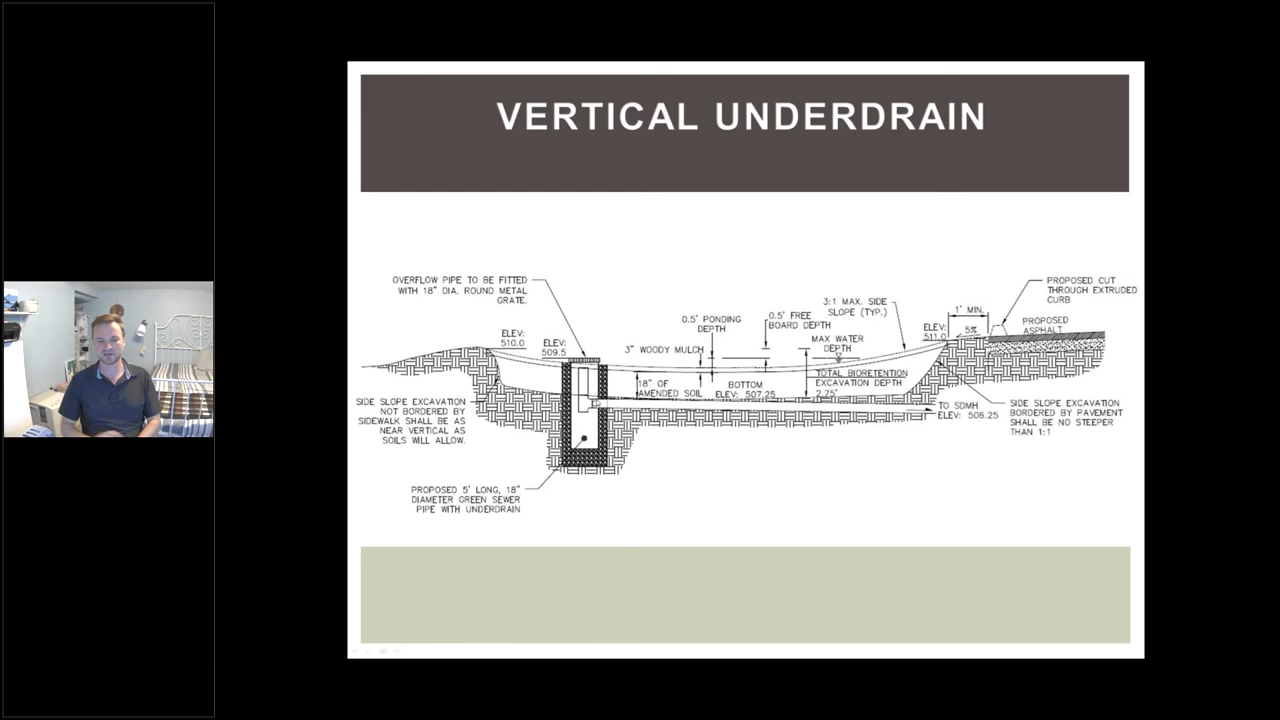 VERTICAL UNDERDRAIN
OVERFLOW PIPE TO BE FITTED
WITH 18" DIA. ROUND METAL
GRATE.
ELEV:
510.0
ELEV:
509.5
3" WOODY MULCH
0.5' PONDING
DEPTH
0.5' FREE
BOARD DEPTH
3:1 MAX. SIDE
SLOPE (TYP.)
MAX WATER
DEPTH
ELEV:
511.0
1' MIN.
5%
PROPOSED CUT
THROUGH EXTRUDED
CURB
PROPOSED
ASPHALT
18" OF
AMENDED SOIL
BOTTOM
ELEV: 507.25
TOTAL BIORETENTION
EXCAVATION DEPTH
2.75'
TO SDMH
ELEV: 506.25
SIDE SLOPE EXCAVATION
NOT BORDERED BY
SIDEWALK SHALL BE AS
NEAR VERTICAL AS
SOILS WILL ALLOW.
SIDE SLOPE EXCAVATION
BORDERED BY PAVEMENT
SHALL BE NO STEEPER
THAN 1:1
PROPOSED 5' LONG, 18"
DIAMETER GREEN SEWER
PIPE WITH UNDERDRAIN